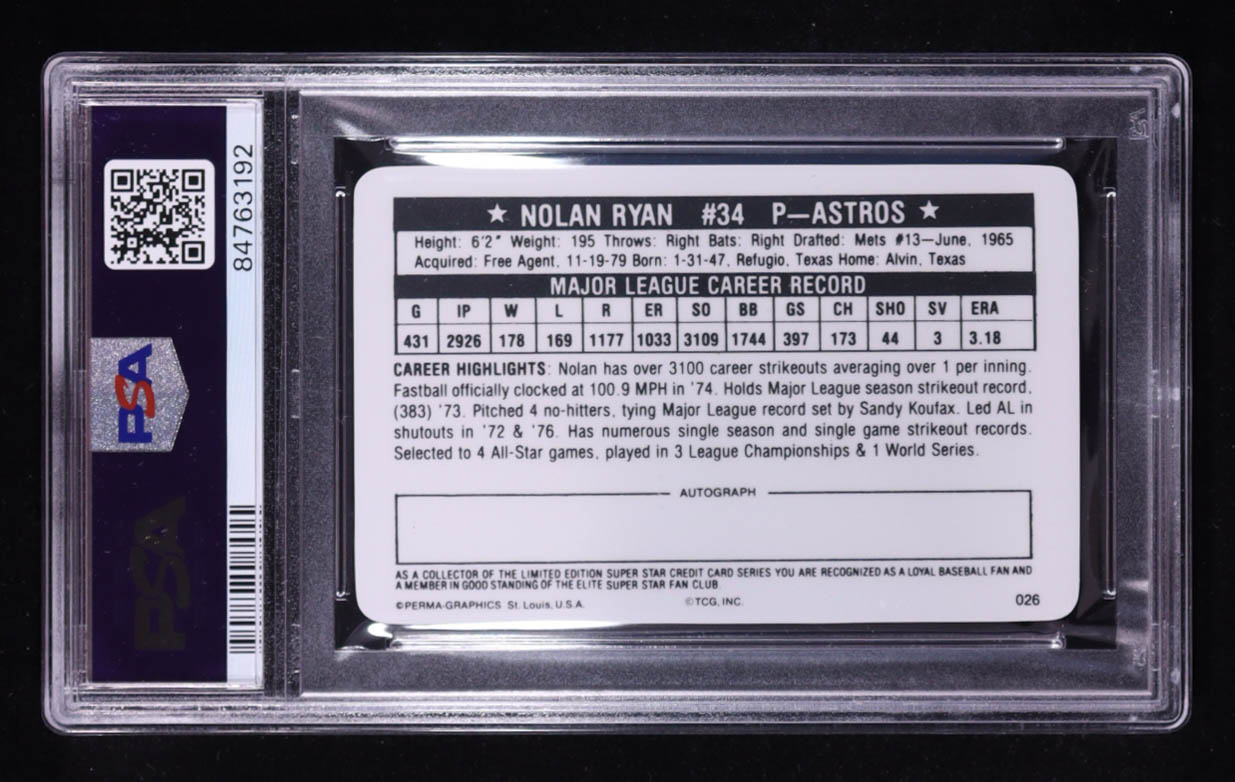 84763192
PSA
PSA
★ NOLAN RYAN #34 P—ASTROS ★
Height: 6'2" Weight: 195 Throws: Right Bats: Right Drafted: Mets #13—June, 1965
Acquired: Free Agent, 11-19-79 Born: 1-31-47, Refugio, Texas Home: Alvin, Texas
MAJOR LEAGUE CAREER RECORD
G IP W L R ER SO BB GS CH SHO SV ERA
431 2926 178 169 1177 1033 3109 1744 397 173 44 3 3.18
CAREER HIGHLIGHTS: Nolan has over 3100 career strikeouts averaging over 1 per inning.
Fastball officially clocked at 100.9 MPH in '74. Holds Major League season strikeout record,
(383) '73. Pitched 4 no-hitters, tying Major League record set by Sandy Koufax. Led AL in
shutouts in '72 & '76. Has numerous single season and single game strikeout records.
Selected to 4 All-Star games, played in 3 League Championships & 1 World Series.
AUTOGRAPH
AS A COLLECTOR OF THE LIMITED EDITION SUPER STAR CREDIT CARD SERIES YOU ARE RECOGNIZED AS A LOYAL BASEBALL FAN AND
A MEMBER IN GOOD STANDING OF THE ELITE SUPER STAR FAN CLUB.
©PERMA-GRAPHICS St. Louis, U.S.A. ©TCG, INC. 026